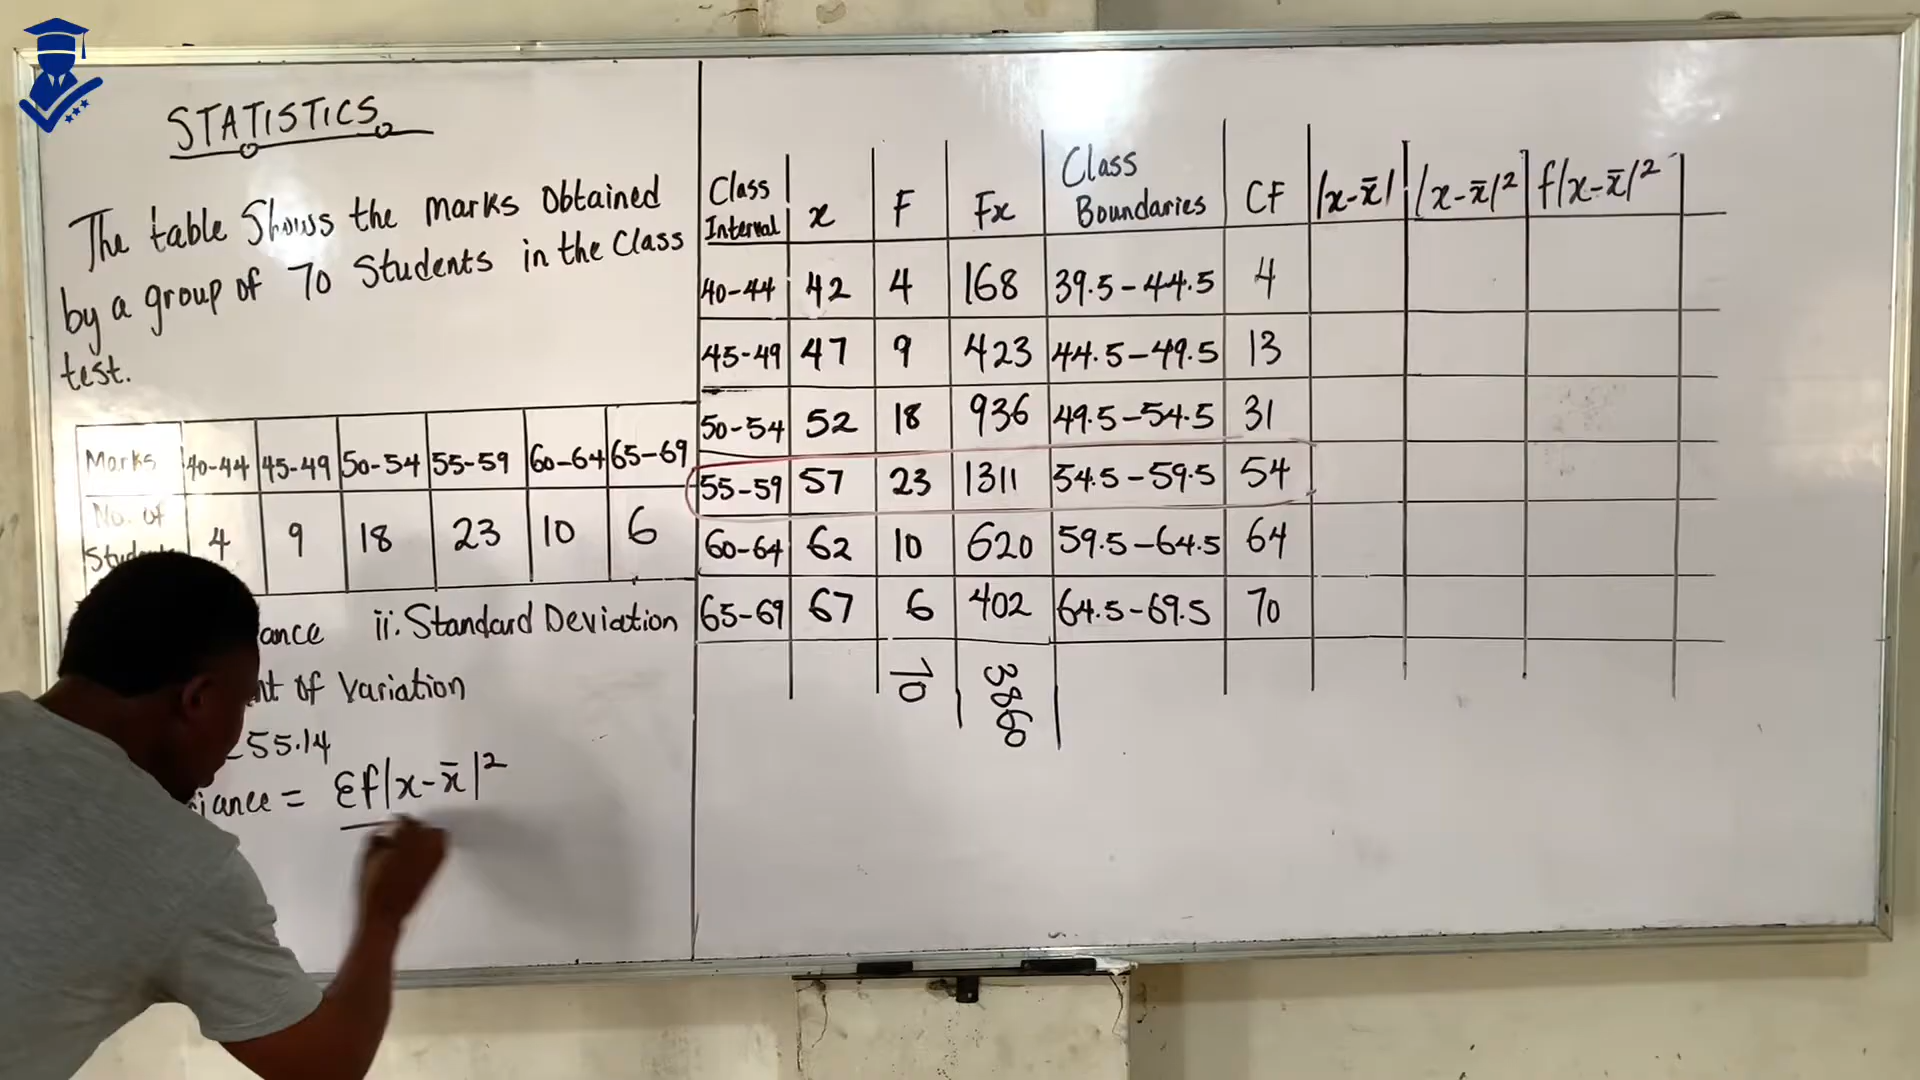 STATISTICS
The table Shows the marks Obtained
by a group of 70 Students in the Class
test.
Marks 40-44 45-49 50-54 55-59 60-64 65-69
No. of
4 9 18 23 10 6
ii. Standard Deviation
of Variation
55.14
= Σf|x-x̄|²
Class
Interval x F Fx Class
Boundaries CF |x-x̄| |x-x̄|² f|x-x̄|²
40-44 42 4 168 39.5-44.5 4
45-49 47 9 423 44.5-49.5 13
50-54 52 18 936 49.5-54.5 31
55-59 57 23 1311 54.5-59.5 54
60-64 62 10 620 59.5-64.5 64
65-69 67 6 402 64.5-69.5 70
70 3860